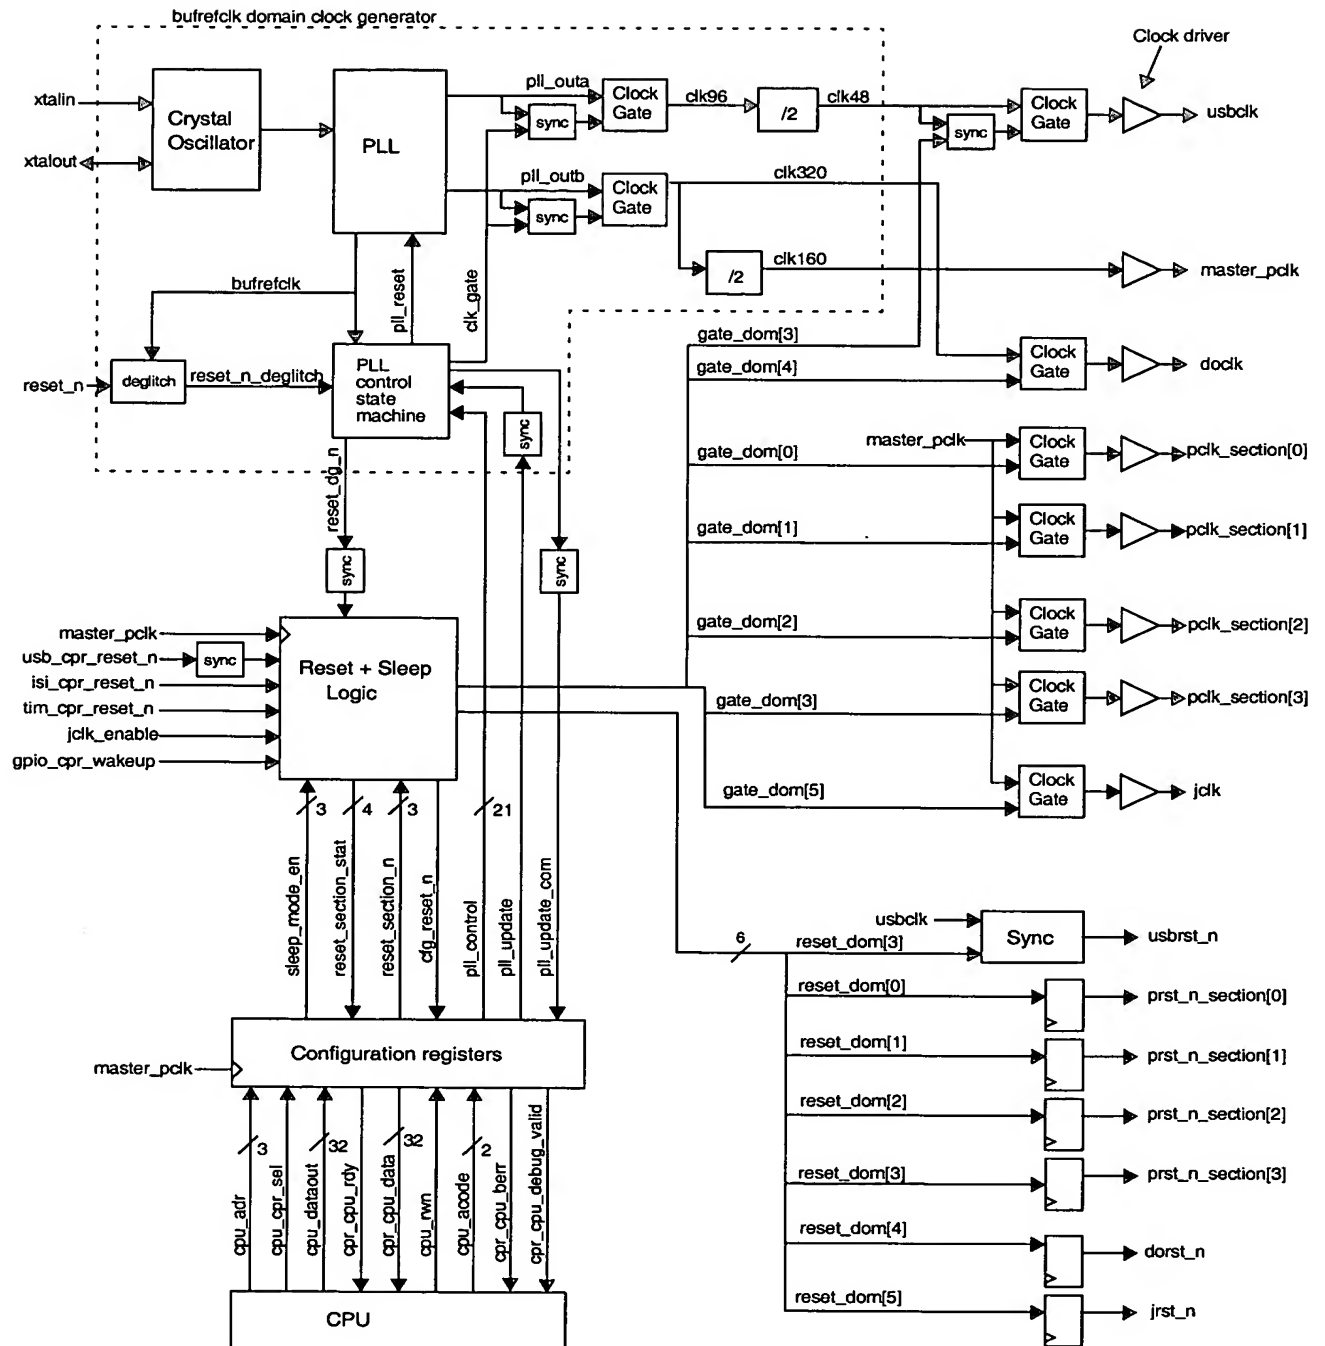 bufrefclk domain clock generator
Clock driver
xtalin
xtalout
Crystal
Oscillator
PLL
pll_outa
sync
Clock
Gate
clk96
/2
clk48
sync
Clock
Gate
usbclk
pll_outb
sync
Clock
Gate
clk320
/2
clk160
master_pclk
bufrefclk
pll_reset
clk_gate
reset_n
deglitch
reset_n_deglitch
PLL
control
state
machine
sync
gate_dom[3]
gate_dom[4]
Clock
Gate
doclk
master_pclk
gate_dom[0]
Clock
Gate
pclk_section[0]
gate_dom[1]
Clock
Gate
pclk_section[1]
gate_dom[2]
Clock
Gate
pclk_section[2]
gate_dom[3]
Clock
Gate
pclk_section[3]
gate_dom[5]
Clock
Gate
jclk
reset_dg_n
sync
sync
master_pclk
usb_cpr_reset_n
sync
isi_cpr_reset_n
tim_cpr_reset_n
jclk_enable
gpio_cpr_wakeup
Reset + Sleep
Logic
3
4
3
21
sleep_mode_en
reset_section_stat
reset_section_n
cfg_reset_n
pll_control
pll_update
pll_update_com
6
usbclk
reset_dom[3]
Sync
usbrst_n
reset_dom[0]
prst_n_section[0]
reset_dom[1]
prst_n_section[1]
reset_dom[2]
prst_n_section[2]
reset_dom[3]
prst_n_section[3]
reset_dom[4]
dorst_n
reset_dom[5]
jrst_n
master_pclk
Configuration registers
3
32
32
2
cpu_adr
cpu_cpr_sel
cpu_dataout
cpr_cpu_rdy
cpr_cpu_data
cpu_rwn
cpu_acode
cpr_cpu_berr
cpr_cpu_debug_valid
CPU